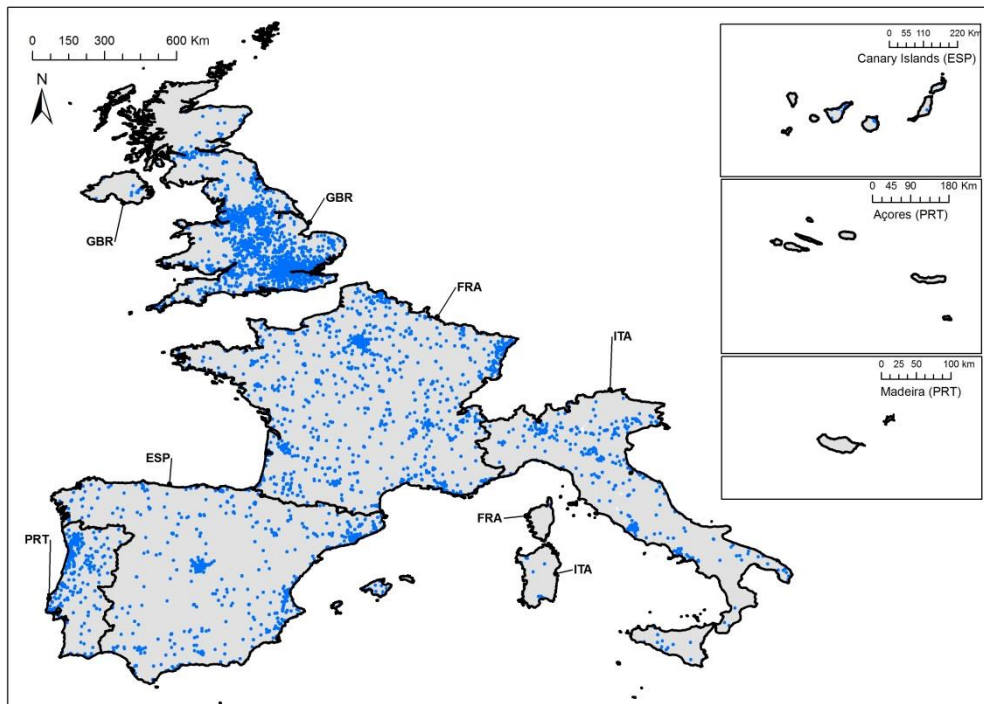 0 150 300 600 Km
N
GBR
GBR
FRA
ITA
ESP
PRT
FRA
ITA
0 55 110 220 Km
Canary Islands (ESP)
0 45 90 180 Km
Açores (PRT)
0 25 50 100 km
Madeira (PRT)